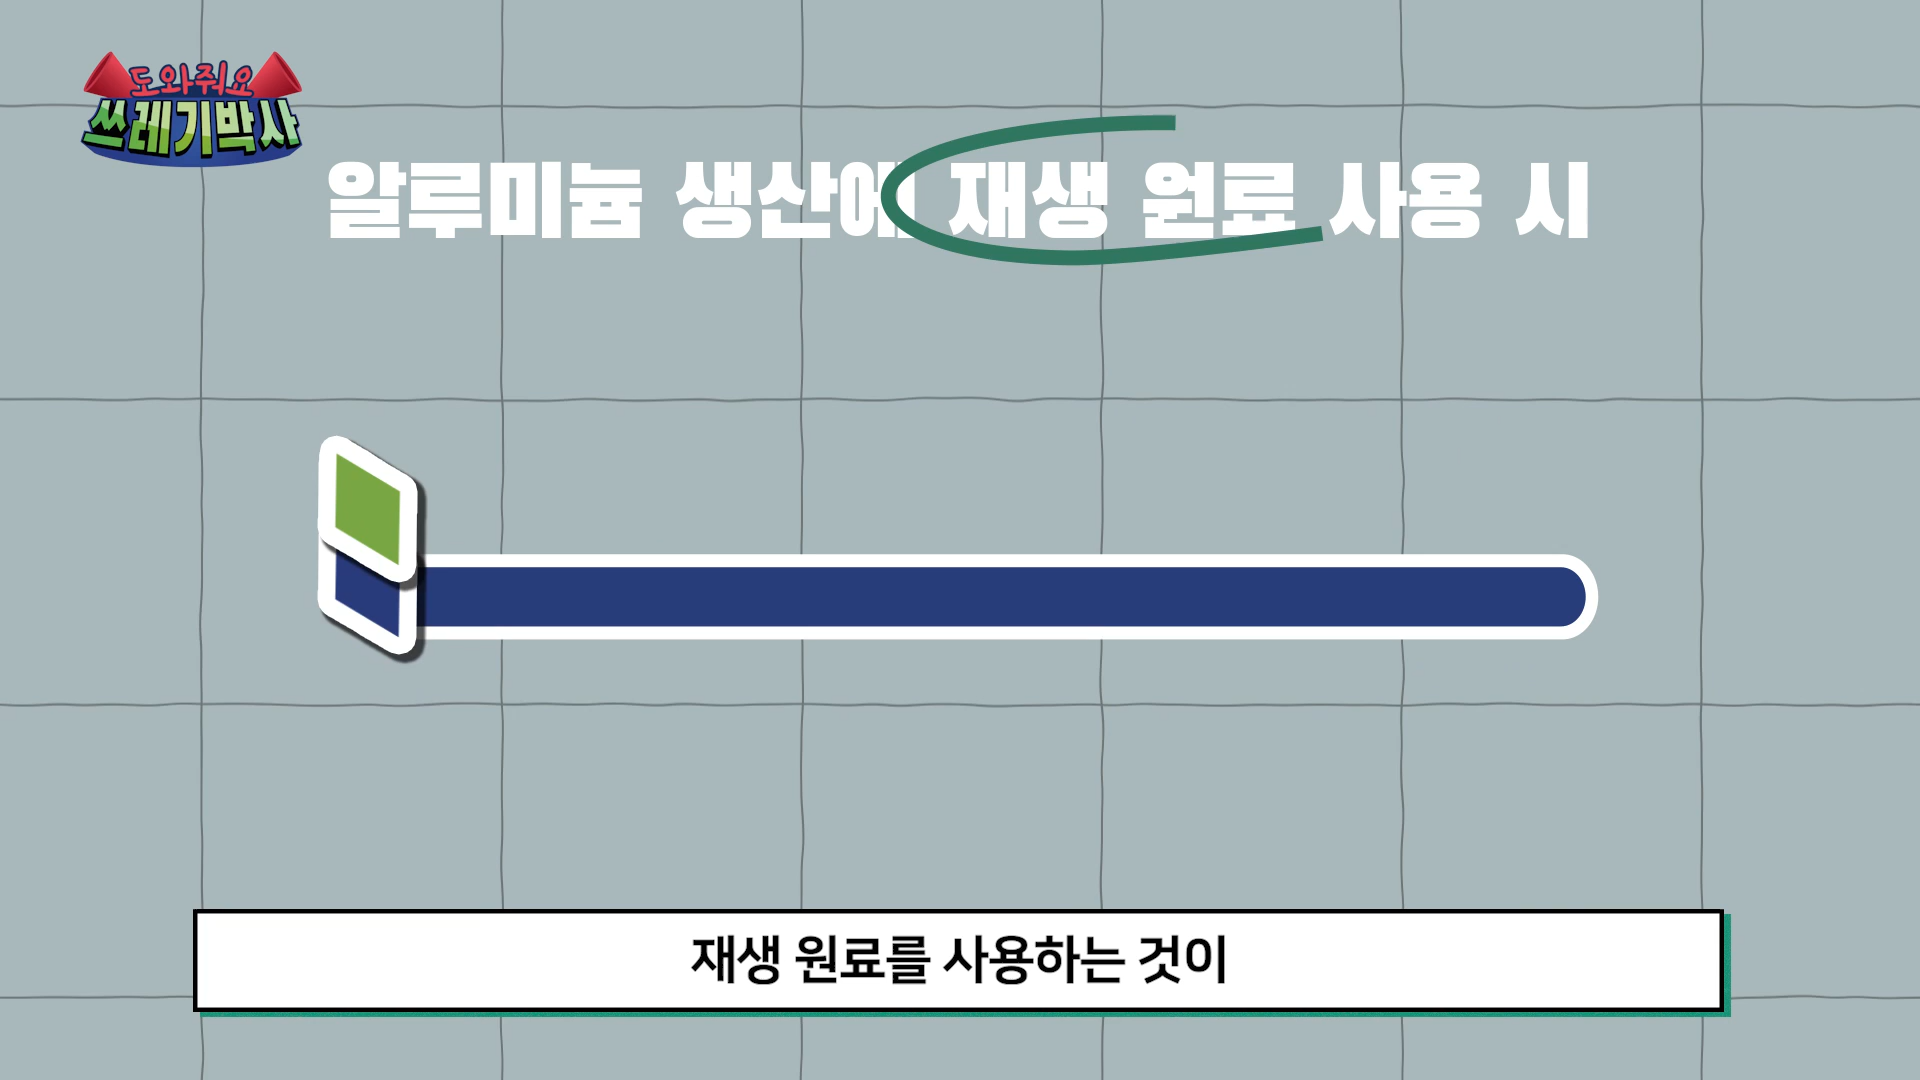 도와줘요
쓰레기박사
알루미늄 생산에 재생 원료 사용 시
재생 원료를 사용하는 것이